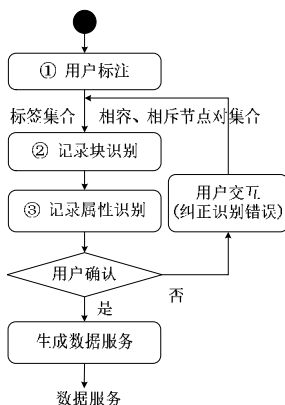 ① 用户标注
标签集合
相容、相斥节点对集合
② 记录块识别
③ 记录属性识别
用户交互
(纠正识别错误)
用户确认
否
是
生成数据服务
数据服务